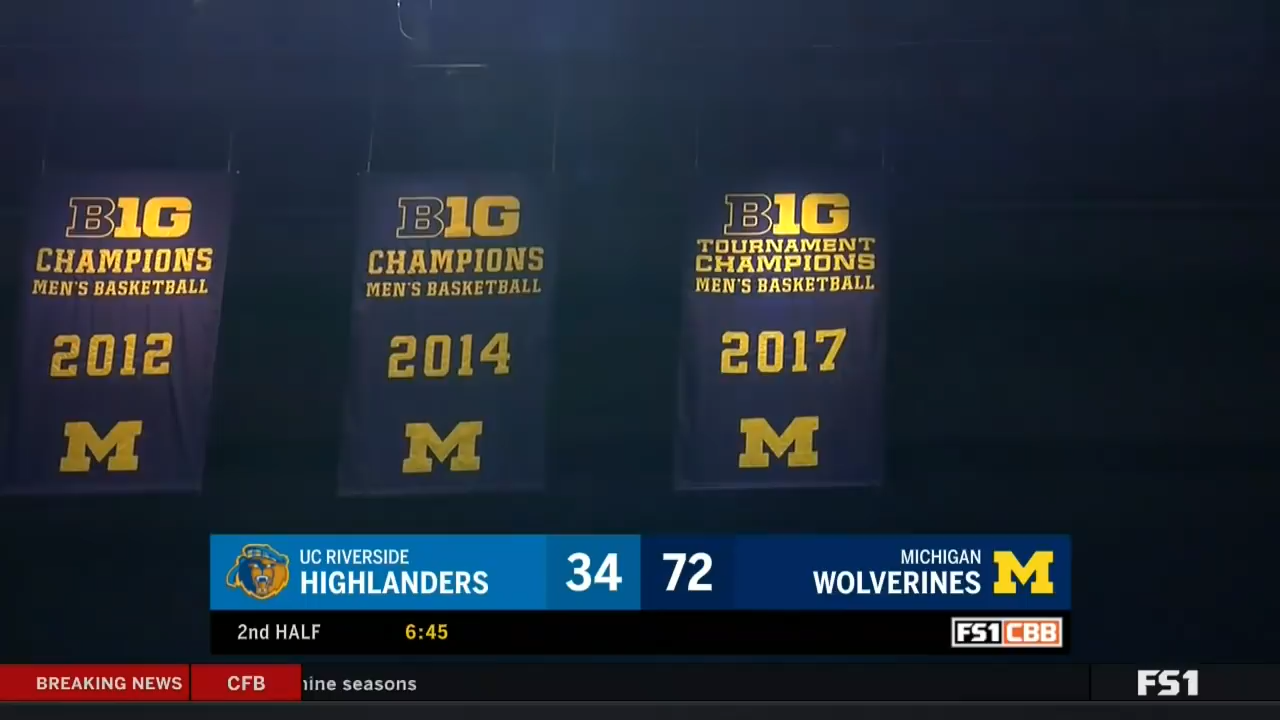 B1G
CHAMPIONS
MEN'S BASKETBALL
2012
M
B1G
CHAMPIONS
MEN'S BASKETBALL
2014
M
B1G
TOURNAMENT
CHAMPIONS
MEN'S BASKETBALL
2017
M
UC RIVERSIDE
HIGHLANDERS
34
72
MICHIGAN
WOLVERINES
M
2nd HALF 6:45
FS1 CBB
BREAKING NEWS CFB nine seasons FS1